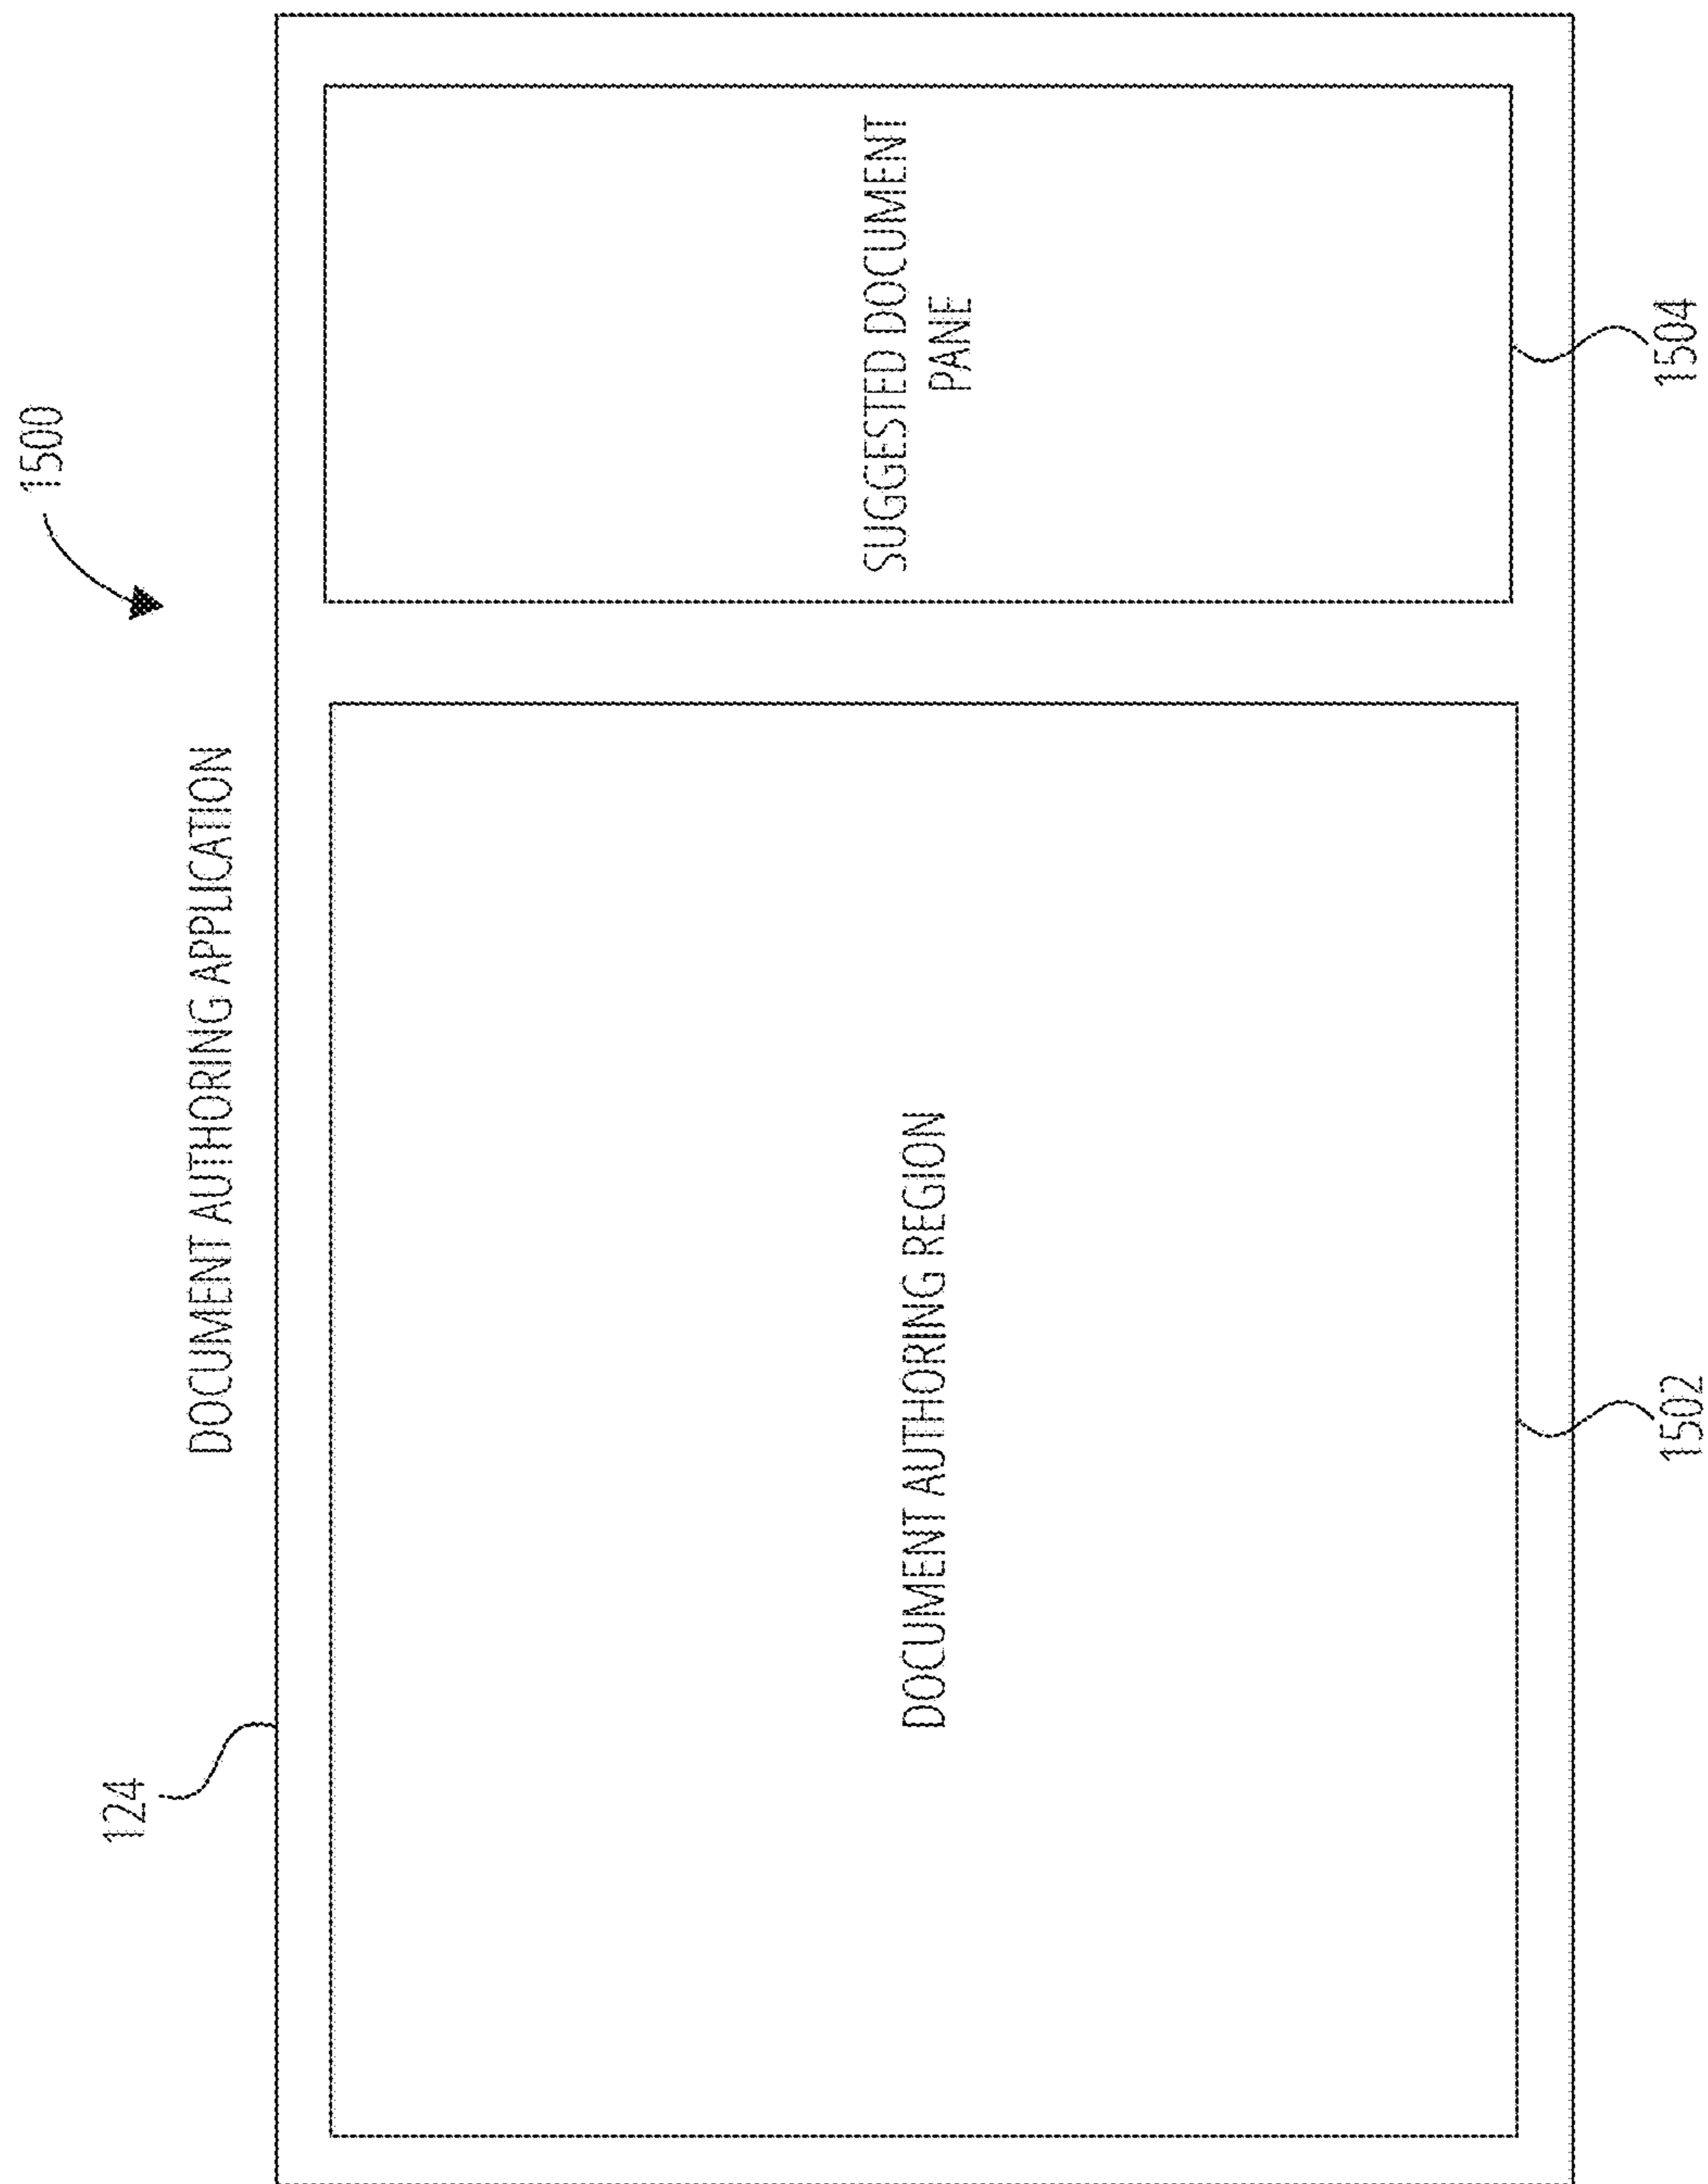 1500
DOCUMENT AUTHORING APPLICATION
124
DOCUMENT AUTHORING REGION
SUGGESTED DOCUMENT
PANE
1502
1504